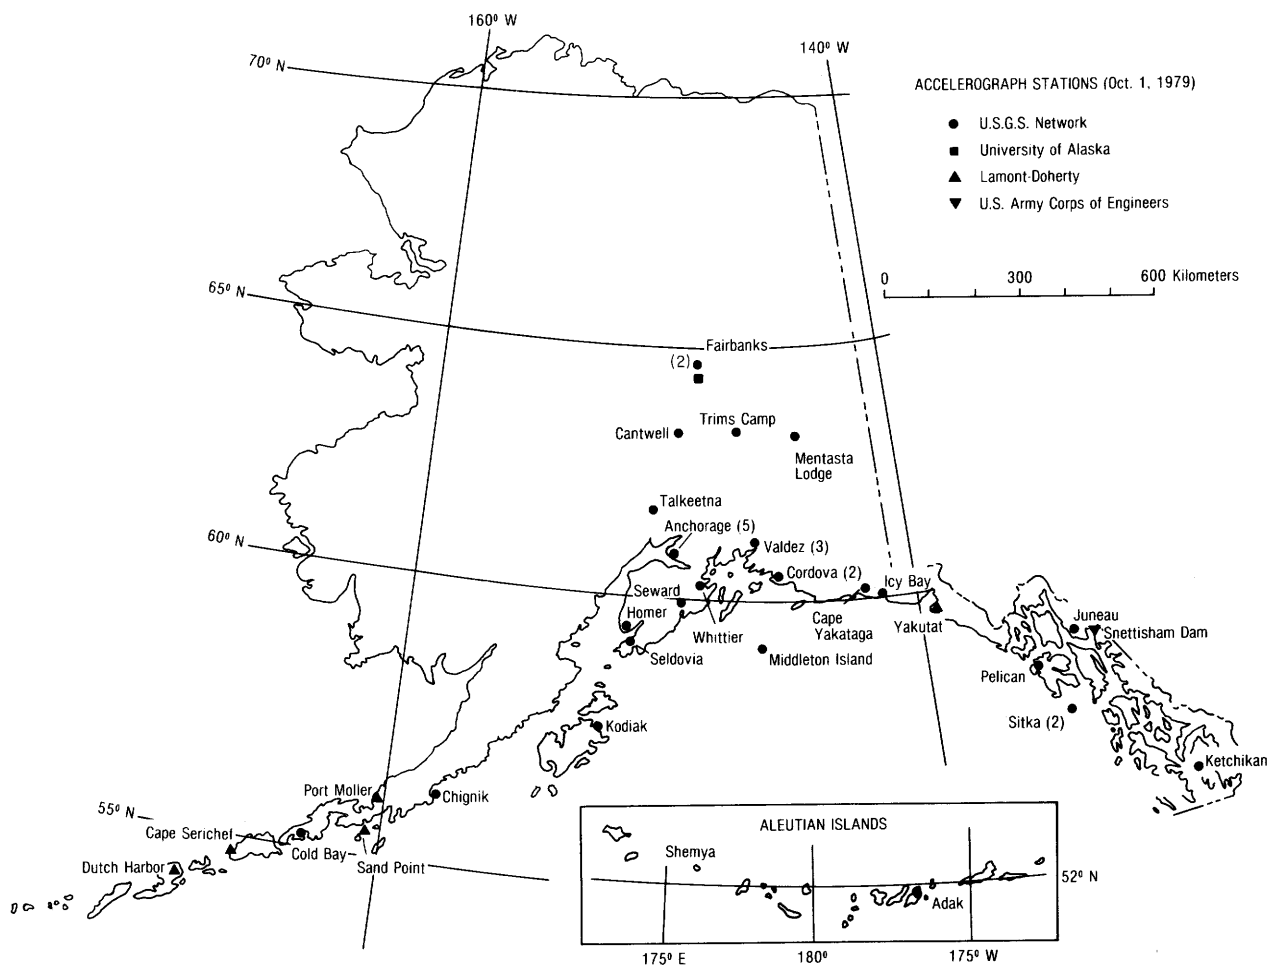 160° W
140° W
70° N
ACCELEROGRAPH STATIONS (Oct. 1, 1979)
U.S.G.S. Network
University of Alaska
Lamont-Doherty
U.S. Army Corps of Engineers
0 300 600 Kilometers
65° N
Fairbanks
(2)
Trims Camp
Cantwell
Mentasta
Lodge
Talkeetna
Anchorage (5)
60° N
Valdez (3)
Cordova (2)
Icy Bay
Seward
Homer
Cape
Yakataga
Yakutat
Juneau
Snettisham Dam
Whittier
Seldovia
Middleton Island
Pelican
Sitka (2)
Kodiak
Ketchikan
Port Moller
Chignik
55° N
Cape Serichef
Cold Bay
Sand Point
Dutch Harbor
ALEUTIAN ISLANDS
Shemya
52° N
Adak
175° E
180°
175° W